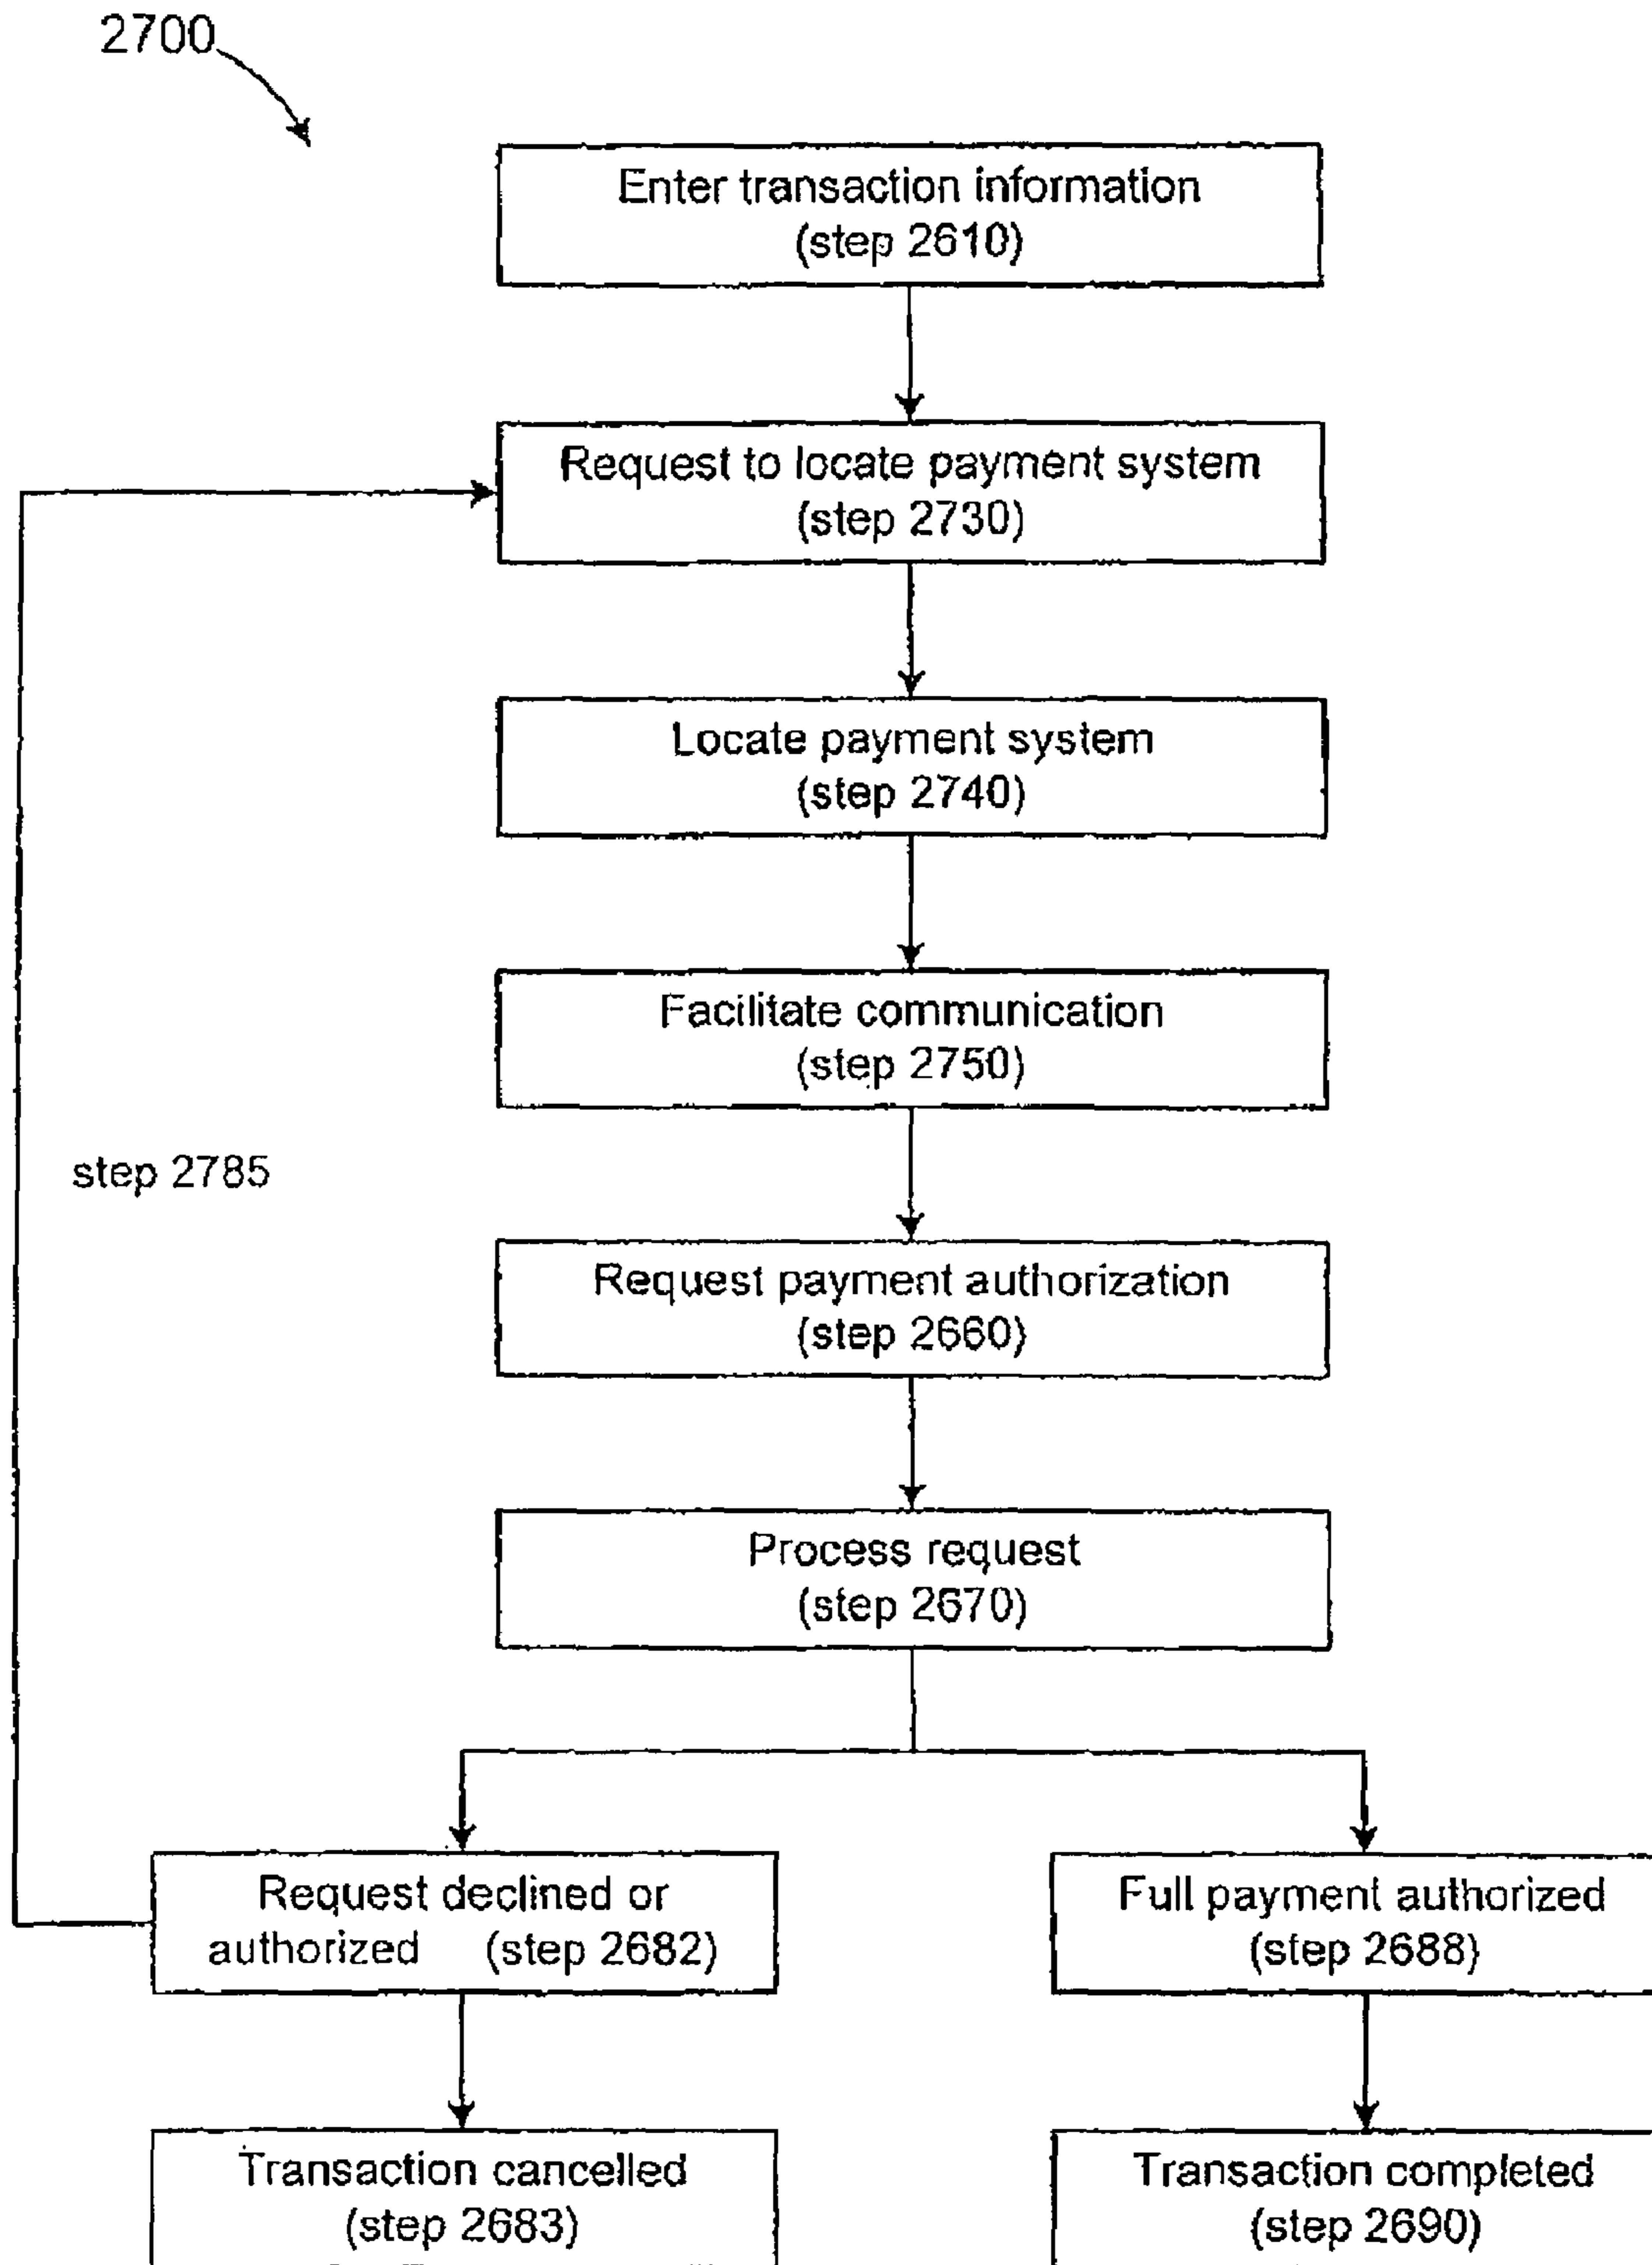 2700
Enter transaction information
(step 2610)
Request to locate payment system
(step 2730)
Locate payment system
(step 2740)
Facilitate communication
(step 2750)
step 2785
Request payment authorization
(step 2660)
Process request
(step 2670)
Request declined or
authorized (step 2682)
Full payment authorized
(step 2688)
Transaction cancelled
(step 2683)
Transaction completed
(step 2690)